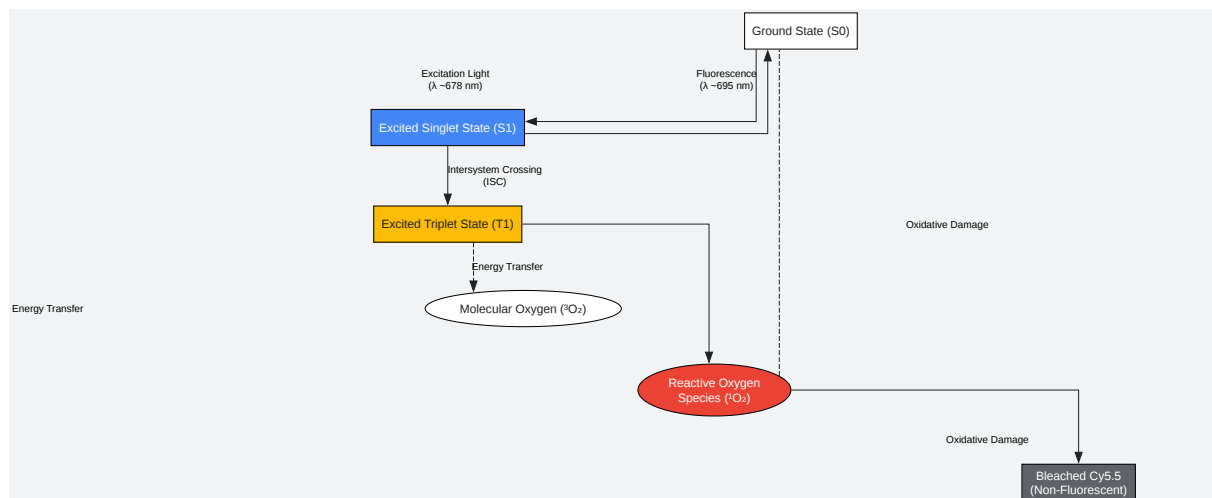 Ground State (S0)
Excitation Light
(λ ~678 nm)
Fluorescence
(λ ~695 nm)
Excited Singlet State (S1)
Intersystem Crossing
(ISC)
Excited Triplet State (T1)
Oxidative Damage
Energy Transfer
Energy Transfer
Molecular Oxygen (³O₂)
Reactive Oxygen
Species (¹O₂)
Oxidative Damage
Bleached Cy5.5
(Non-Fluorescent)